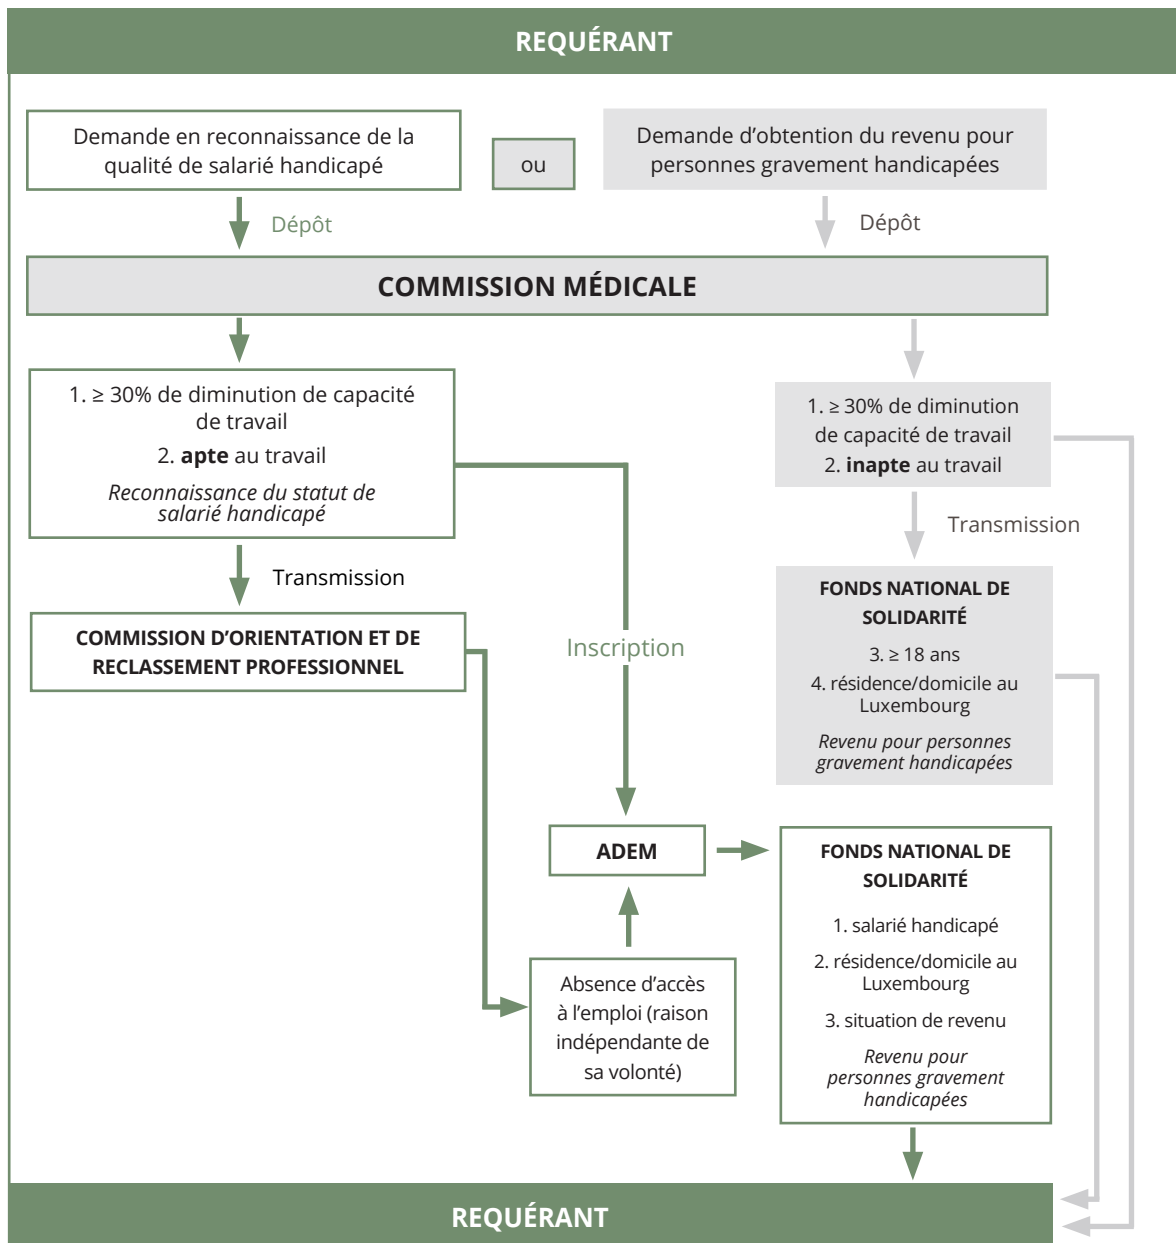 REQUÉRANT
Demande en reconnaissance de la
qualité de salarié handicapé
ou
Demande d'obtention du revenu pour
personnes gravement handicapées
Dépôt
Dépôt
COMMISSION MÉDICALE
1. ≥ 30% de diminution de capacité
de travail
2. apte au travail
Reconnaissance du statut de
salarié handicapé
1. ≥ 30% de diminution
de capacité de travail
2. inapte au travail
Transmission
Transmission
COMMISSION D'ORIENTATION ET DE
RECLASSEMENT PROFESSIONNEL
Inscription
FONDS NATIONAL DE
SOLIDARITÉ
3. ≥ 18 ans
4. résidence/domicile au
Luxembourg
Revenu pour personnes
gravement handicapées
ADEM
FONDS NATIONAL DE
SOLIDARITÉ
1. salarié handicapé
2. résidence/domicile au
Luxembourg
3. situation de revenu
Revenu pour
personnes gravement
handicapées
Absence d'accès
à l'emploi (raison
indépendante de
sa volonté)
REQUÉRANT